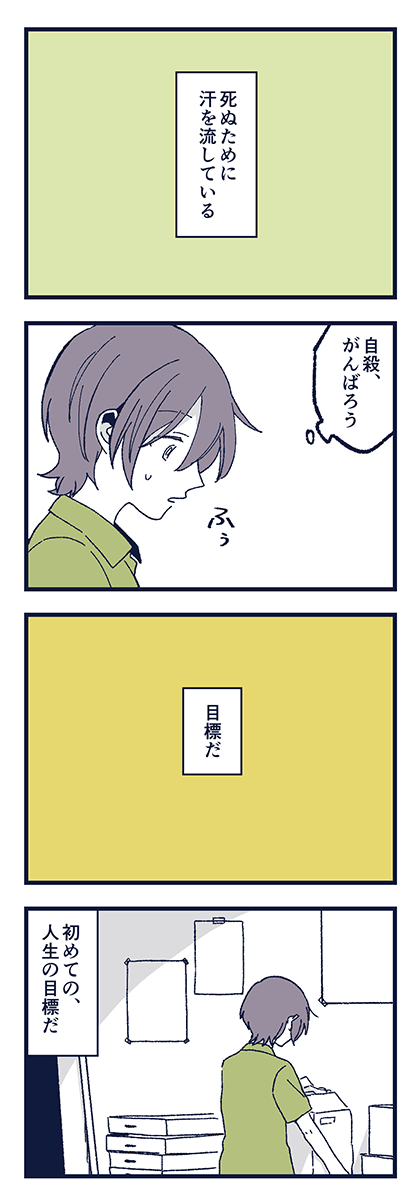 死ぬために
汗を流している
自殺、
がんばろう
ふぅ
目標だ
初めての、
人生の目標だ